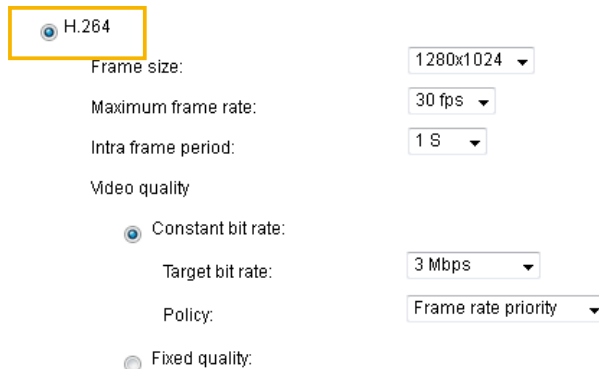 H.264
Frame size: 1280x1024
Maximum frame rate: 30 fps
Intra frame period: 1 S
Video quality
Constant bit rate:
Target bit rate: 3 Mbps
Policy: Frame rate priority
Fixed quality: